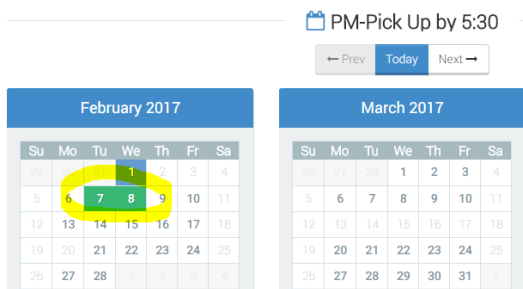 PM-Pick Up by 5:30
← Prev Today Next →
February 2017
Su Mo Tu We Th Fr Sa
29 30 31 1 2 3 4
5 6 7 8 9 10 11
12 13 14 15 16 17 18
19 20 21 22 23 24 25
26 27 28 1 2 3 4
March 2017
Su Mo Tu We Th Fr Sa
26 27 28 1 2 3 4
5 6 7 8 9 10 11
12 13 14 15 16 17 18
19 20 21 22 23 24 25
26 27 28 29 30 31 1